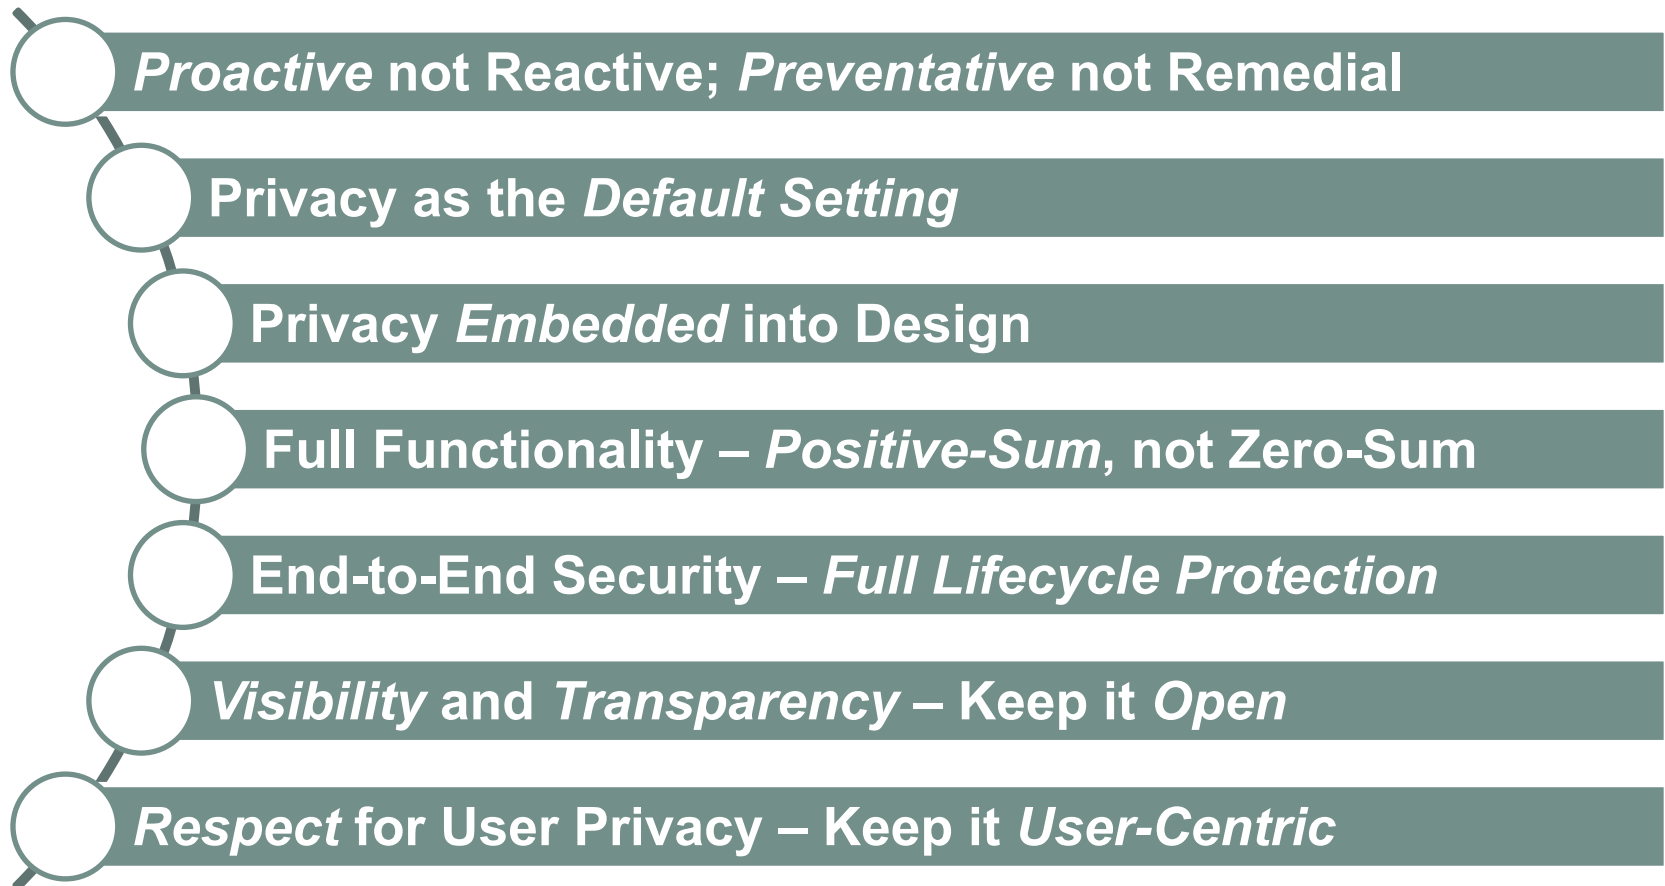 Proactive not Reactive; Preventative not Remedial
Privacy as the Default Setting
Privacy Embedded into Design
Full Functionality – Positive-Sum, not Zero-Sum
End-to-End Security – Full Lifecycle Protection
Visibility and Transparency – Keep it Open
Respect for User Privacy – Keep it User-Centric